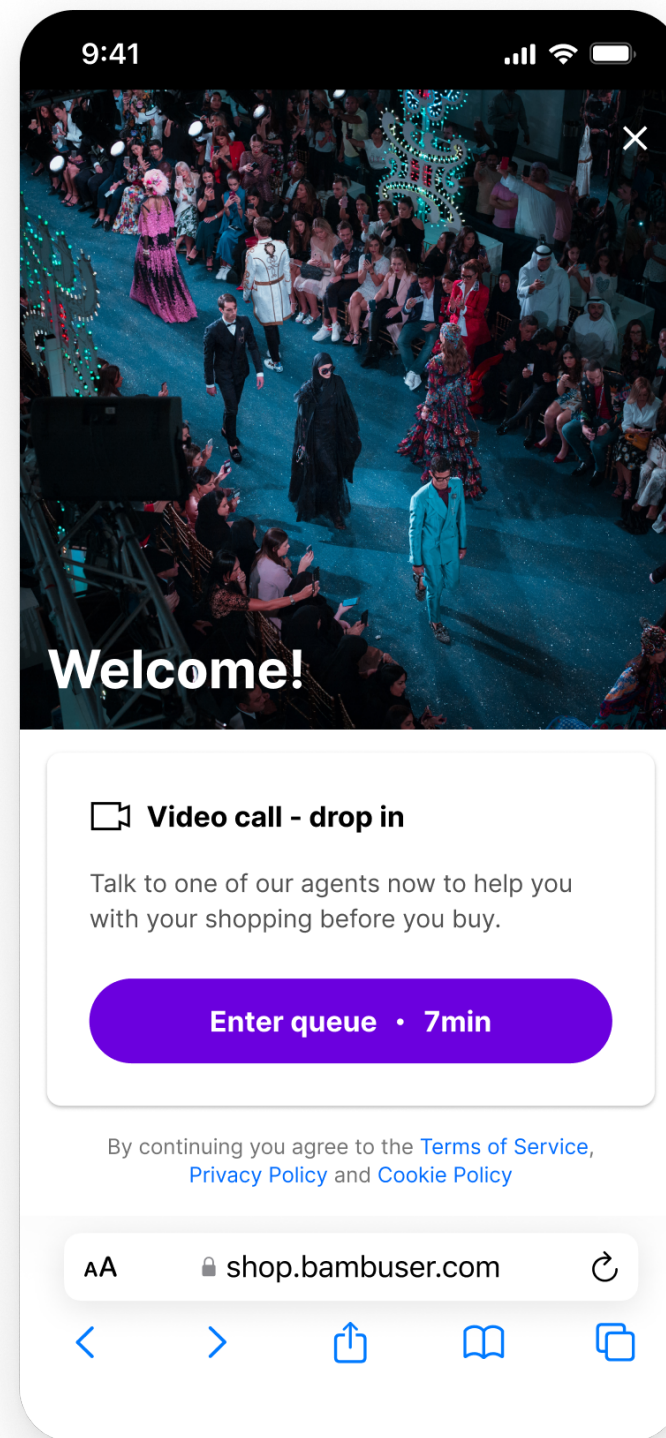 9:41
Welcome!
Video call - drop in
Talk to one of our agents now to help you
with your shopping before you buy.
Enter queue • 7min
By continuing you agree to the Terms of Service,
Privacy Policy and Cookie Policy
AA shop.bambuser.com